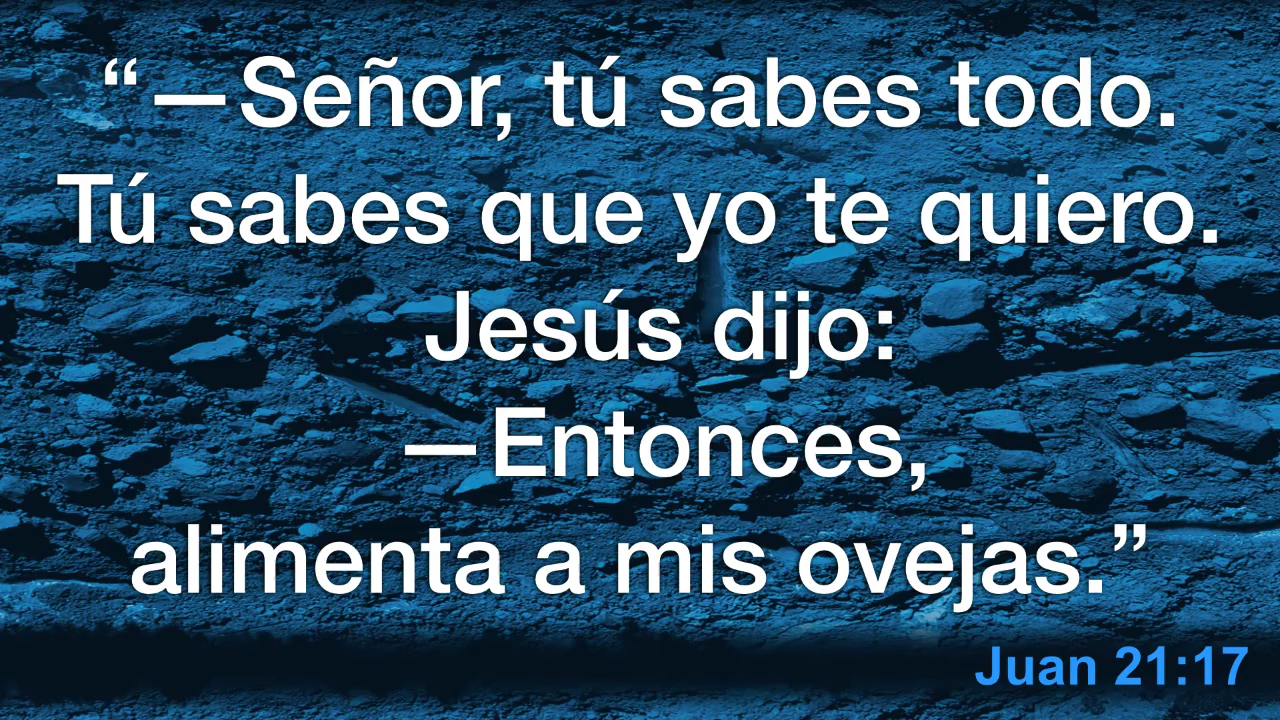 “—Señor, tú sabes todo.
Tú sabes que yo te quiero.
Jesús dijo:
—Entonces,
alimenta a mis ovejas.”
Juan 21:17